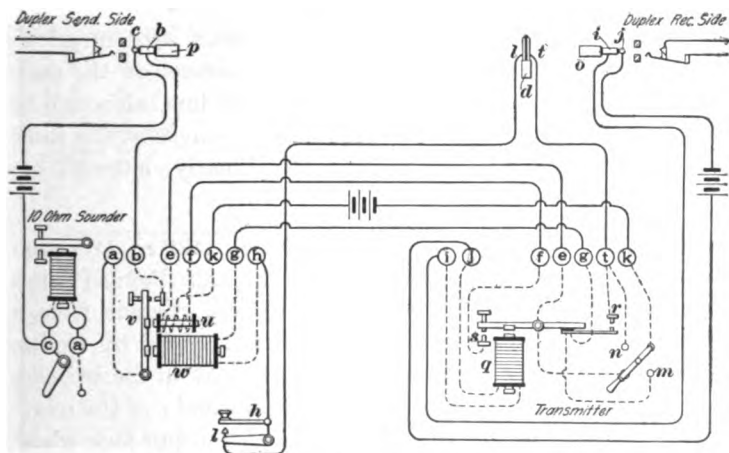 Duplex Send. Side
Duplex Rec. Side
c b
p
l t
d
i j
o
10 Ohm Sounder
a b e f k g h
i j f e g t k
v u
w
c a
s
q
r
n
m
h
l
Transmitter